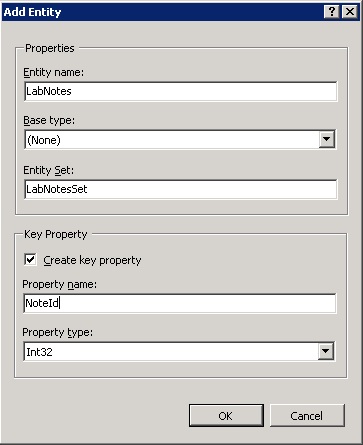 Add Entity
Properties
Entity name:
LabNotes
Base type:
(None)
Entity Set:
LabNotesSet
Key Property
Create key property
Property name:
NoteId
Property type:
Int32
OK Cancel